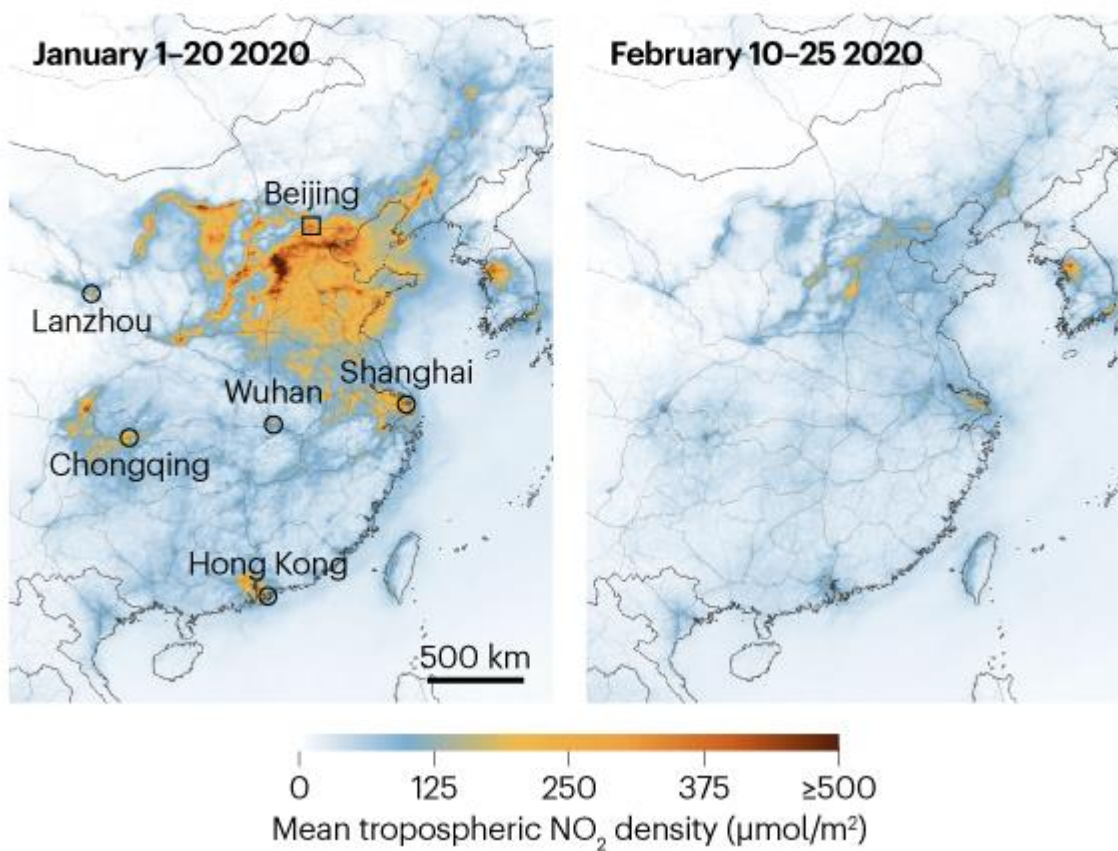 January 1–20 2020
February 10–25 2020
Beijing
Lanzhou
Wuhan
Shanghai
Chongqing
Hong Kong
500 km
0
125
250
375
≥500
Mean tropospheric NO₂ density (µmol/m²)